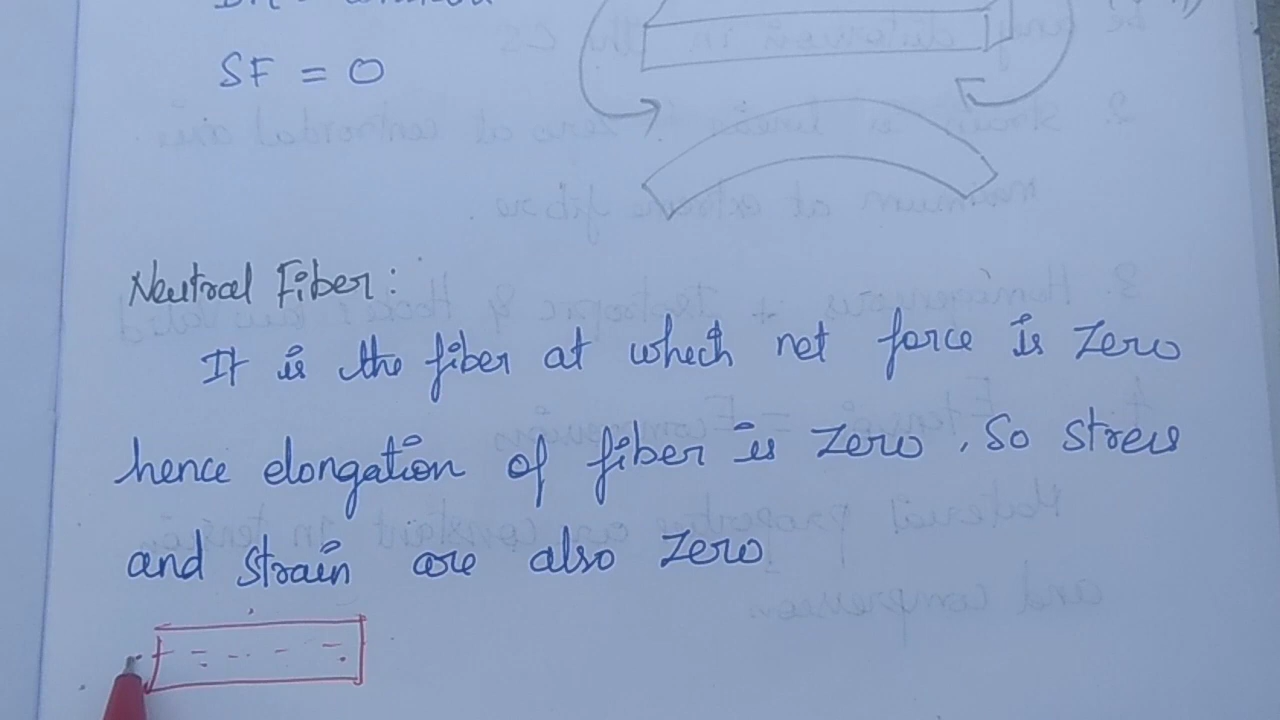 SF = 0
Neutral Fiber:
It is the fiber at which net force is zero
hence elongation of fiber is zero, so stress
and strain are also zero